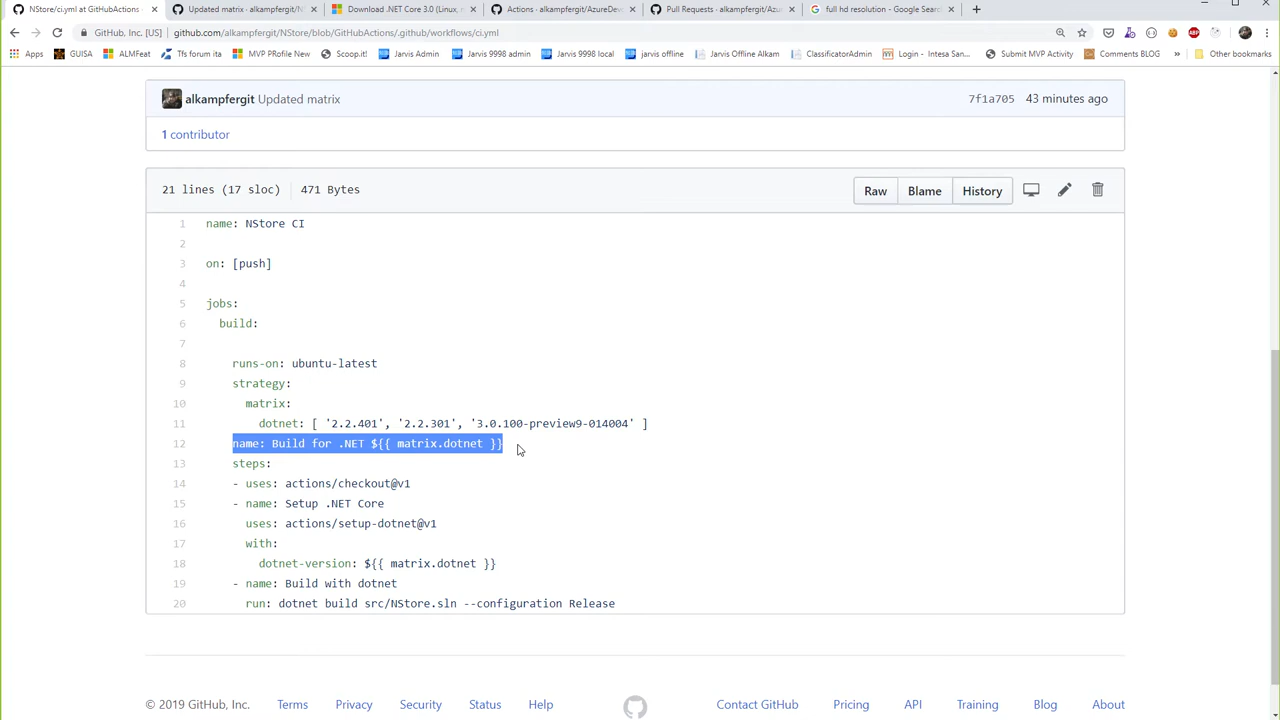 NStore/ci.yml at GitHubActions
Updated matrix - alkampfergit/N
Download .NET Core 3.0 (Linux, m
Actions · alkampfergit/AzureDev
Pull Requests · alkampfergit/Azur
full hd resolution - Google Searc
GitHub, Inc. [US] github.com/alkampfergit/NStore/blob/GitHubActions/.github/workflows/ci.yml
Apps
GUISA
ALMFeat
Tfs forum ita
MVP PROFILE New
Scoop.it!
Jarvis Admin
Jarvis 9998 admin
Jarvis 9998 local
jarvis offline
Jarvis Offline Alkam
ClassificatorAdmin
Login - Intesa San...
Submit MVP Activity
Comments BLOG
»
Other bookmarks
alkampfergit Updated matrix
7f1a705 43 minutes ago
1 contributor
21 lines (17 sloc) 471 Bytes
Raw Blame History
1 name: NStore CI
2
3 on: [push]
4
5 jobs:
6 build:
7
8 runs-on: ubuntu-latest
9 strategy:
10 matrix:
11 dotnet: [ '2.2.401', '2.2.301', '3.0.100-preview9-014004' ]
12 name: Build for .NET ${{ matrix.dotnet }}
13 steps:
14 - uses: actions/checkout@v1
15 - name: Setup .NET Core
16 uses: actions/setup-dotnet@v1
17 with:
18 dotnet-version: ${{ matrix.dotnet }}
19 - name: Build with dotnet
20 run: dotnet build src/NStore.sln --configuration Release
© 2019 GitHub, Inc. Terms Privacy Security Status Help Contact GitHub Pricing API Training Blog About